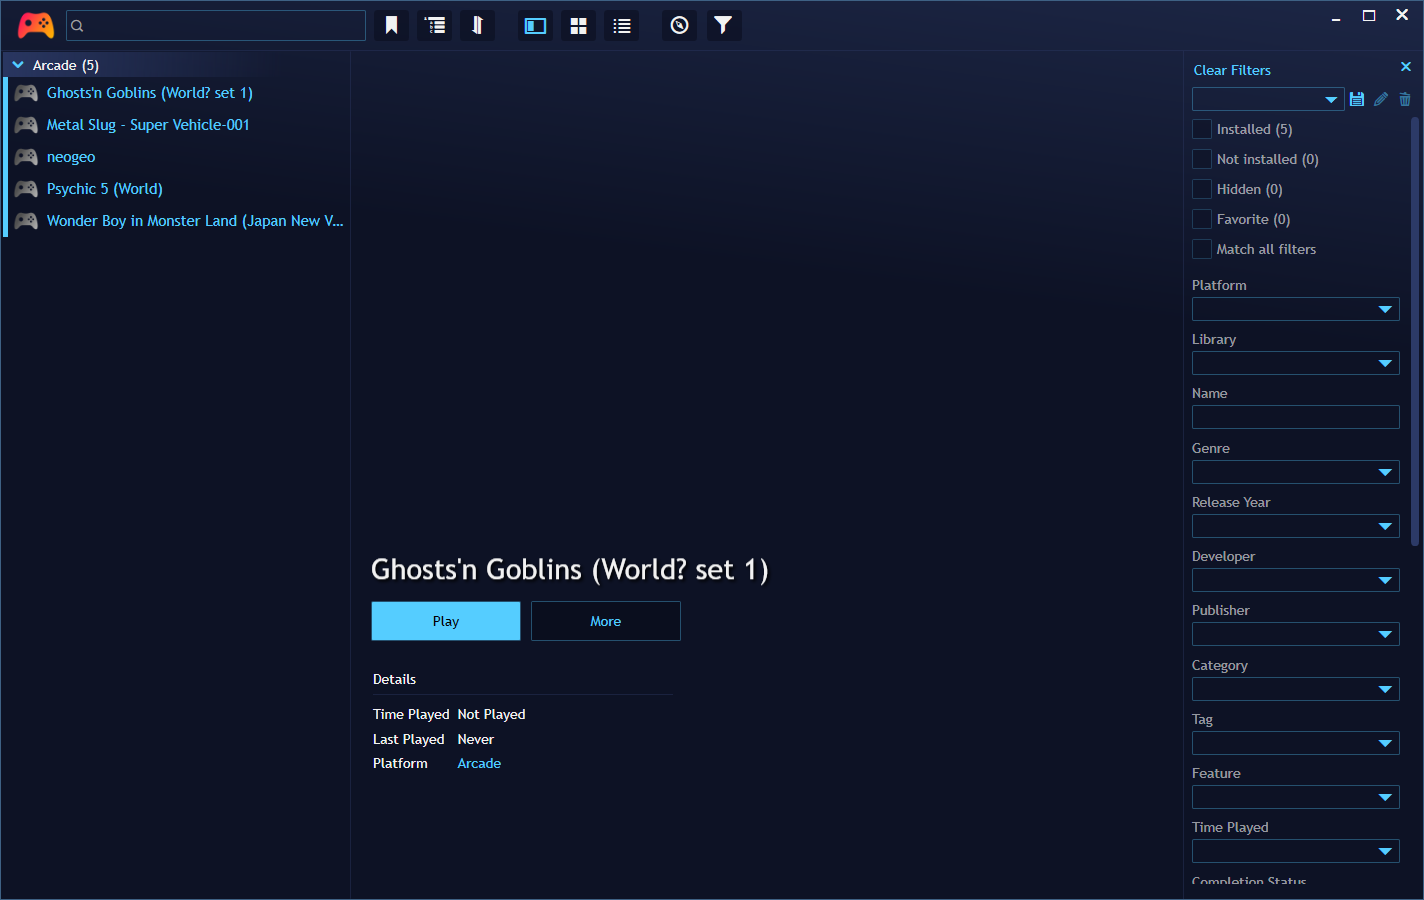 Arcade (5)
Ghosts'n Goblins (World? set 1)
Metal Slug - Super Vehicle-001
neogeo
Psychic 5 (World)
Wonder Boy in Monster Land (Japan New V...
Ghosts'n Goblins (World? set 1)
Play
More
Details
Time Played Not Played
Last Played Never
Platform Arcade
Clear Filters
Installed (5)
Not installed (0)
Hidden (0)
Favorite (0)
Match all filters
Platform
Library
Name
Genre
Release Year
Developer
Publisher
Category
Tag
Feature
Time Played
Completion Status